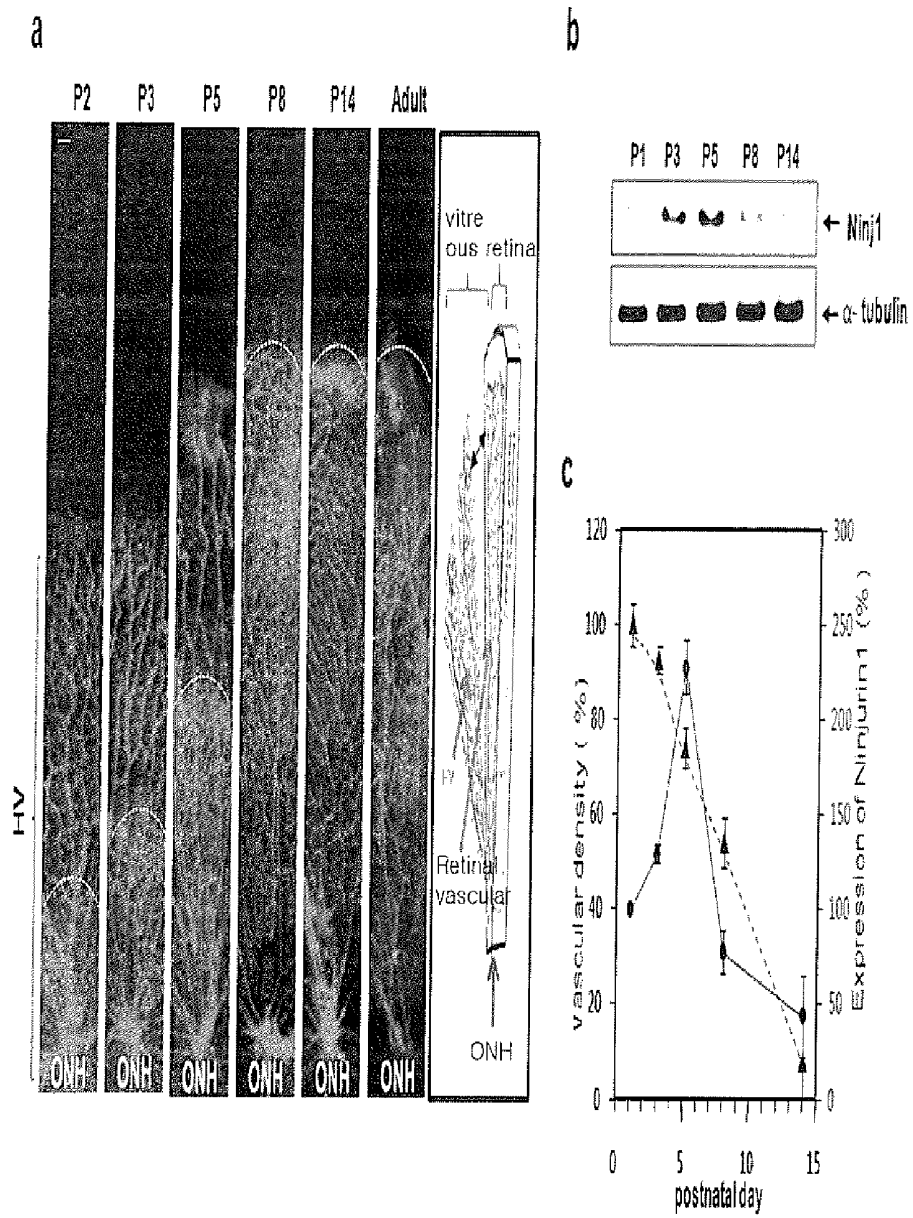 a
P2 P3 P5 P8 P14 Adult
vitre
ous retina
HV
Retinal
vascular
ONH ONH ONH ONH ONH ONH
ONH
b
P1 P3 P5 P8 P14
← Ninj1
← α-tubulin
c
Vascular density (%)
120
100
80
60
40
20
0
Expression of Ninjurin1 (%)
300
250
200
150
100
50
0
0 5 10 15
postnatal day